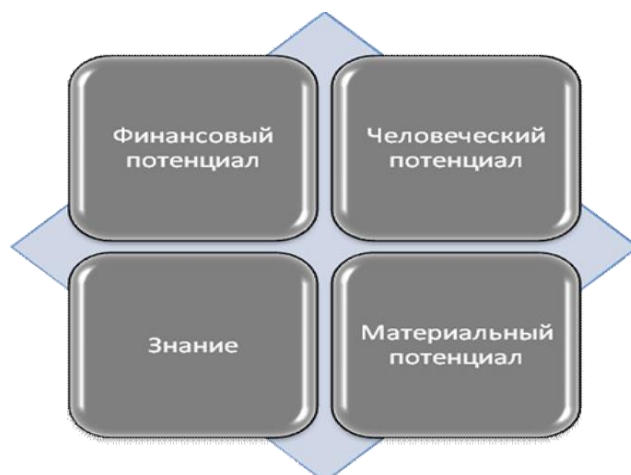 Финансовый
потенциал
Человеческий
потенциал
Знание
Материальный
потенциал